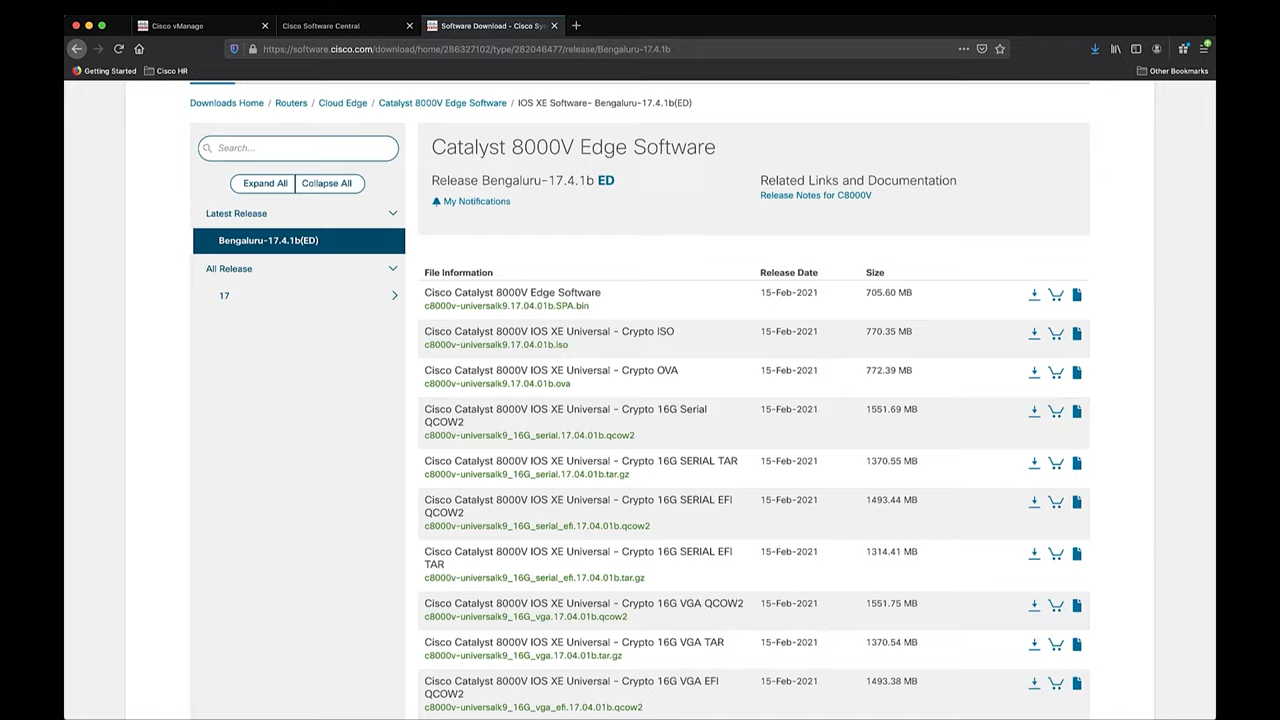 Cisco vManage
Cisco Software Central
Software Download - Cisco Sy
https://software.cisco.com/download/home/286327102/type/282046477/release/Bengaluru-17.4.1b
Getting Started
Cisco HR
Other Bookmarks
Downloads Home / Routers / Cloud Edge / Catalyst 8000V Edge Software / IOS XE Software- Bengaluru-17.4.1b(ED)
Search...
Expand All
Collapse All
Latest Release
Bengaluru-17.4.1b(ED)
All Release
17
Catalyst 8000V Edge Software
Release Bengaluru-17.4.1b ED
My Notifications
Related Links and Documentation
Release Notes for C8000V
File Information Release Date Size
Cisco Catalyst 8000V Edge Software 15-Feb-2021 705.60 MB
c8000v-universalk9.17.04.01b.SPA.bin
Cisco Catalyst 8000V IOS XE Universal - Crypto ISO 15-Feb-2021 770.35 MB
c8000v-universalk9.17.04.01b.iso
Cisco Catalyst 8000V IOS XE Universal - Crypto OVA 15-Feb-2021 772.39 MB
c8000v-universalk9.17.04.01b.ova
Cisco Catalyst 8000V IOS XE Universal - Crypto 16G Serial 15-Feb-2021 1551.69 MB
QCOW2
c8000v-universalk9_16G_serial.17.04.01b.qcow2
Cisco Catalyst 8000V IOS XE Universal - Crypto 16G SERIAL TAR 15-Feb-2021 1370.55 MB
c8000v-universalk9_16G_serial.17.04.01b.tar.gz
Cisco Catalyst 8000V IOS XE Universal - Crypto 16G SERIAL EFI 15-Feb-2021 1493.44 MB
QCOW2
c8000v-universalk9_16G_serial_efi.17.04.01b.qcow2
Cisco Catalyst 8000V IOS XE Universal - Crypto 16G SERIAL EFI 15-Feb-2021 1314.41 MB
TAR
c8000v-universalk9_16G_serial_efi.17.04.01b.tar.gz
Cisco Catalyst 8000V IOS XE Universal - Crypto 16G VGA QCOW2 15-Feb-2021 1551.75 MB
c8000v-universalk9_16G_vga.17.04.01b.qcow2
Cisco Catalyst 8000V IOS XE Universal - Crypto 16G VGA TAR 15-Feb-2021 1370.54 MB
c8000v-universalk9_16G_vga.17.04.01b.tar.gz
Cisco Catalyst 8000V IOS XE Universal - Crypto 16G VGA EFI 15-Feb-2021 1493.38 MB
QCOW2
c8000v-universalk9_16G_vga_efi.17.04.01b.qcow2